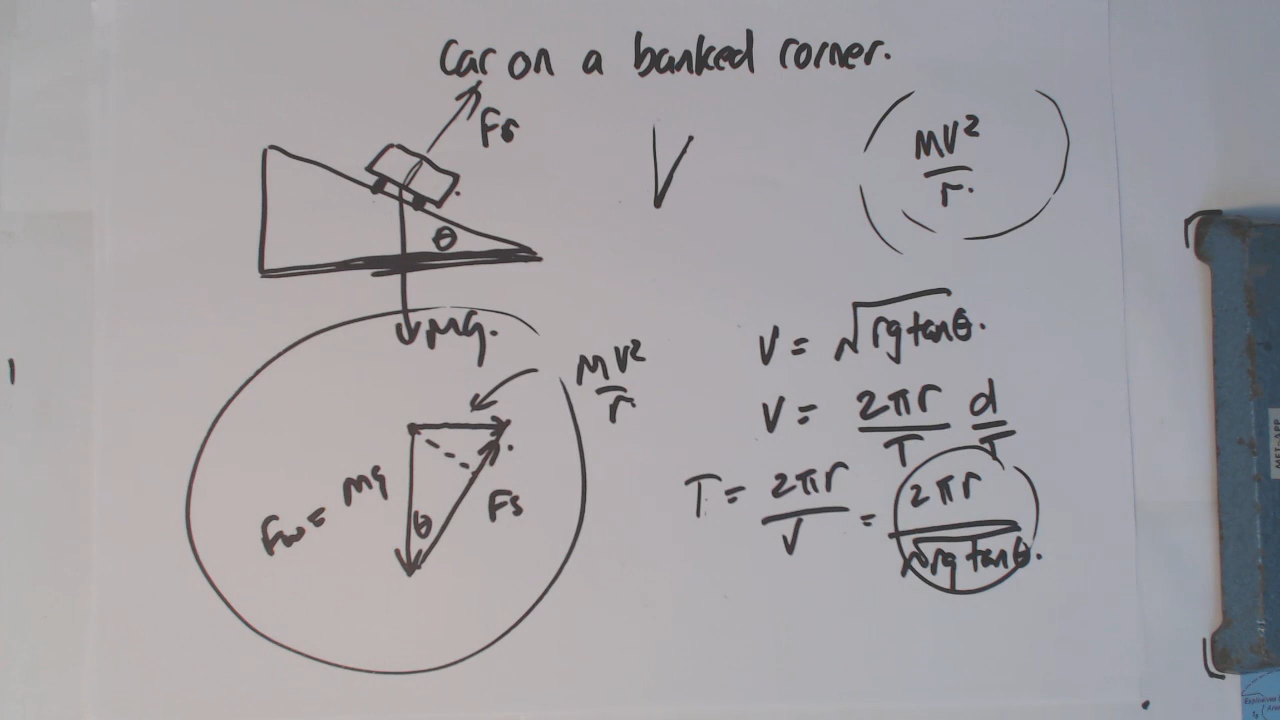 Car on a banked corner.
Fs
MV²/r.
θ
Mg.
MV²/r.
V = √rg tanθ.
V = 2πr/T d/T
Fw = Mg
θ
Fs
T = 2πr/V = 2πr/√rg tanθ.